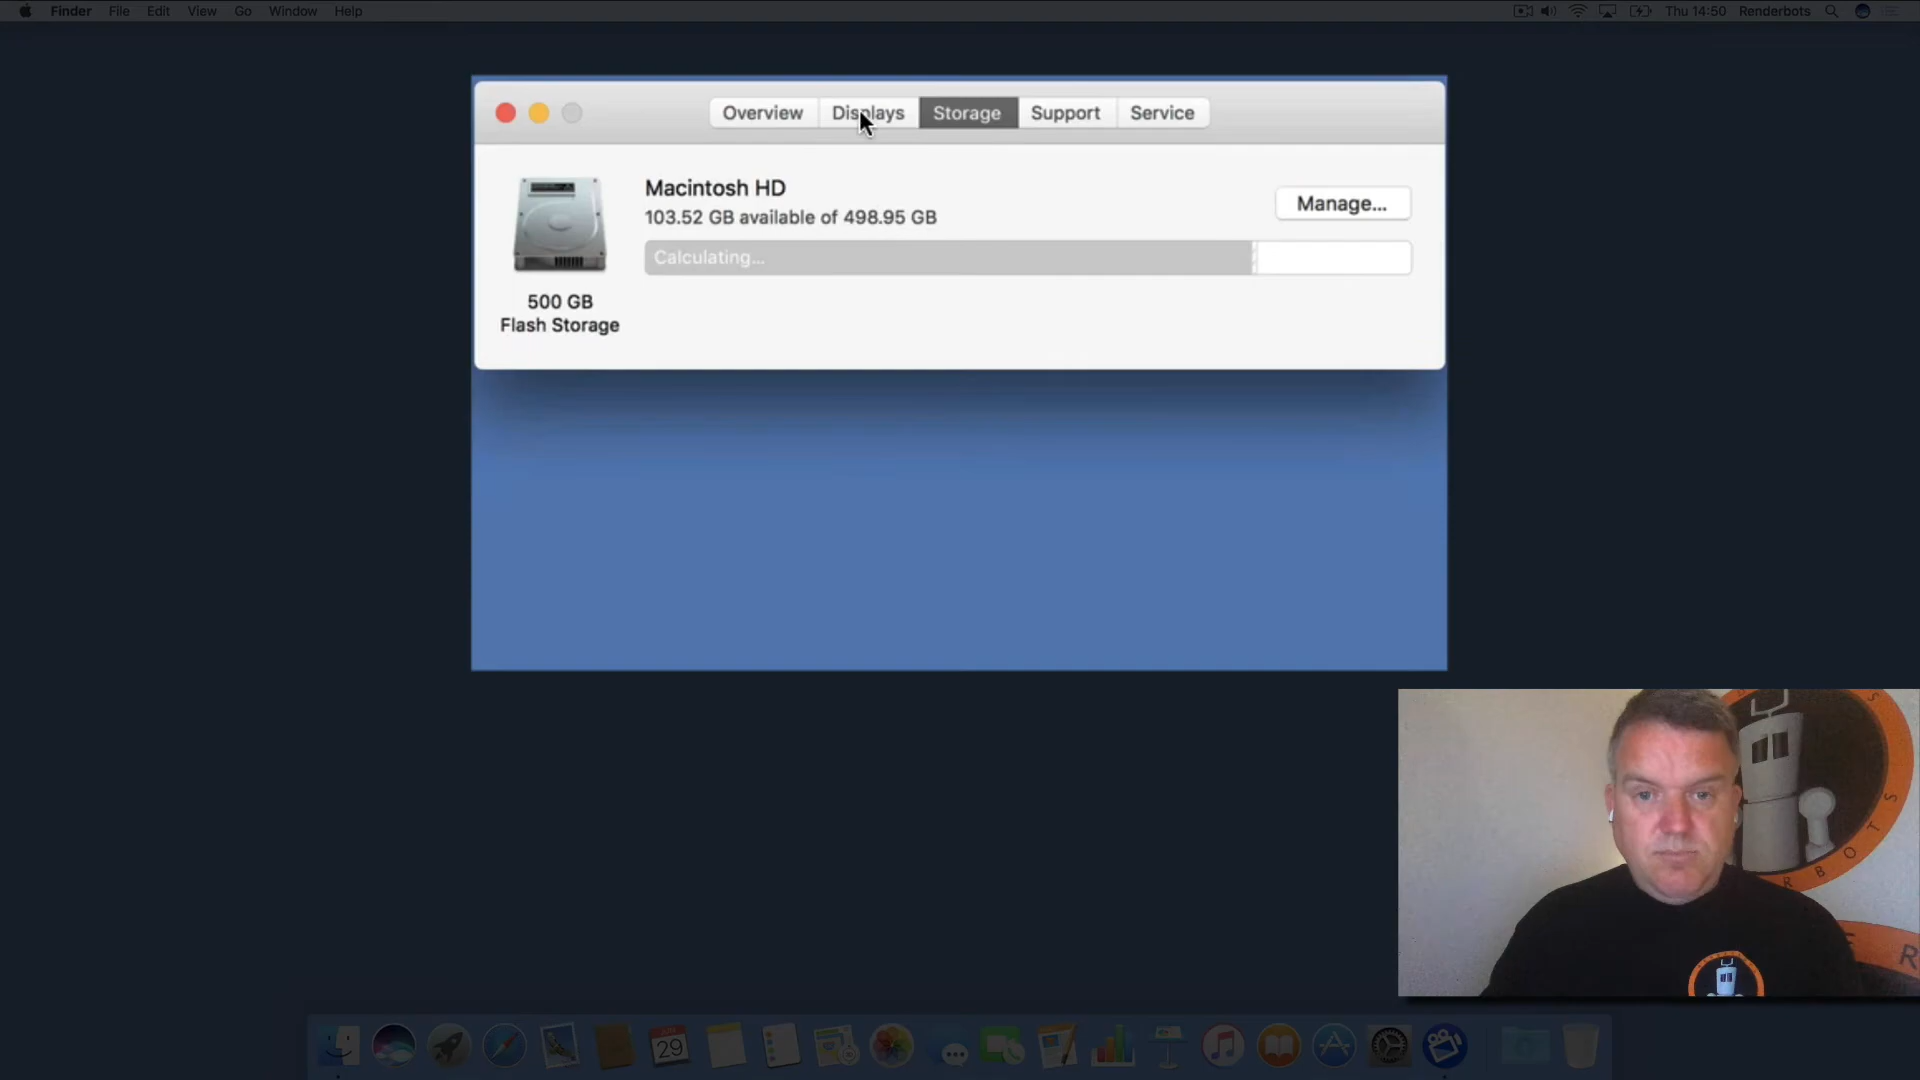 Finder File Edit View Go Window Help
Thu 14:50 Renderbots
Overview Displays Storage Support Service
Macintosh HD
103.52 GB available of 498.95 GB
Manage...
Calculating...
500 GB
Flash Storage
29